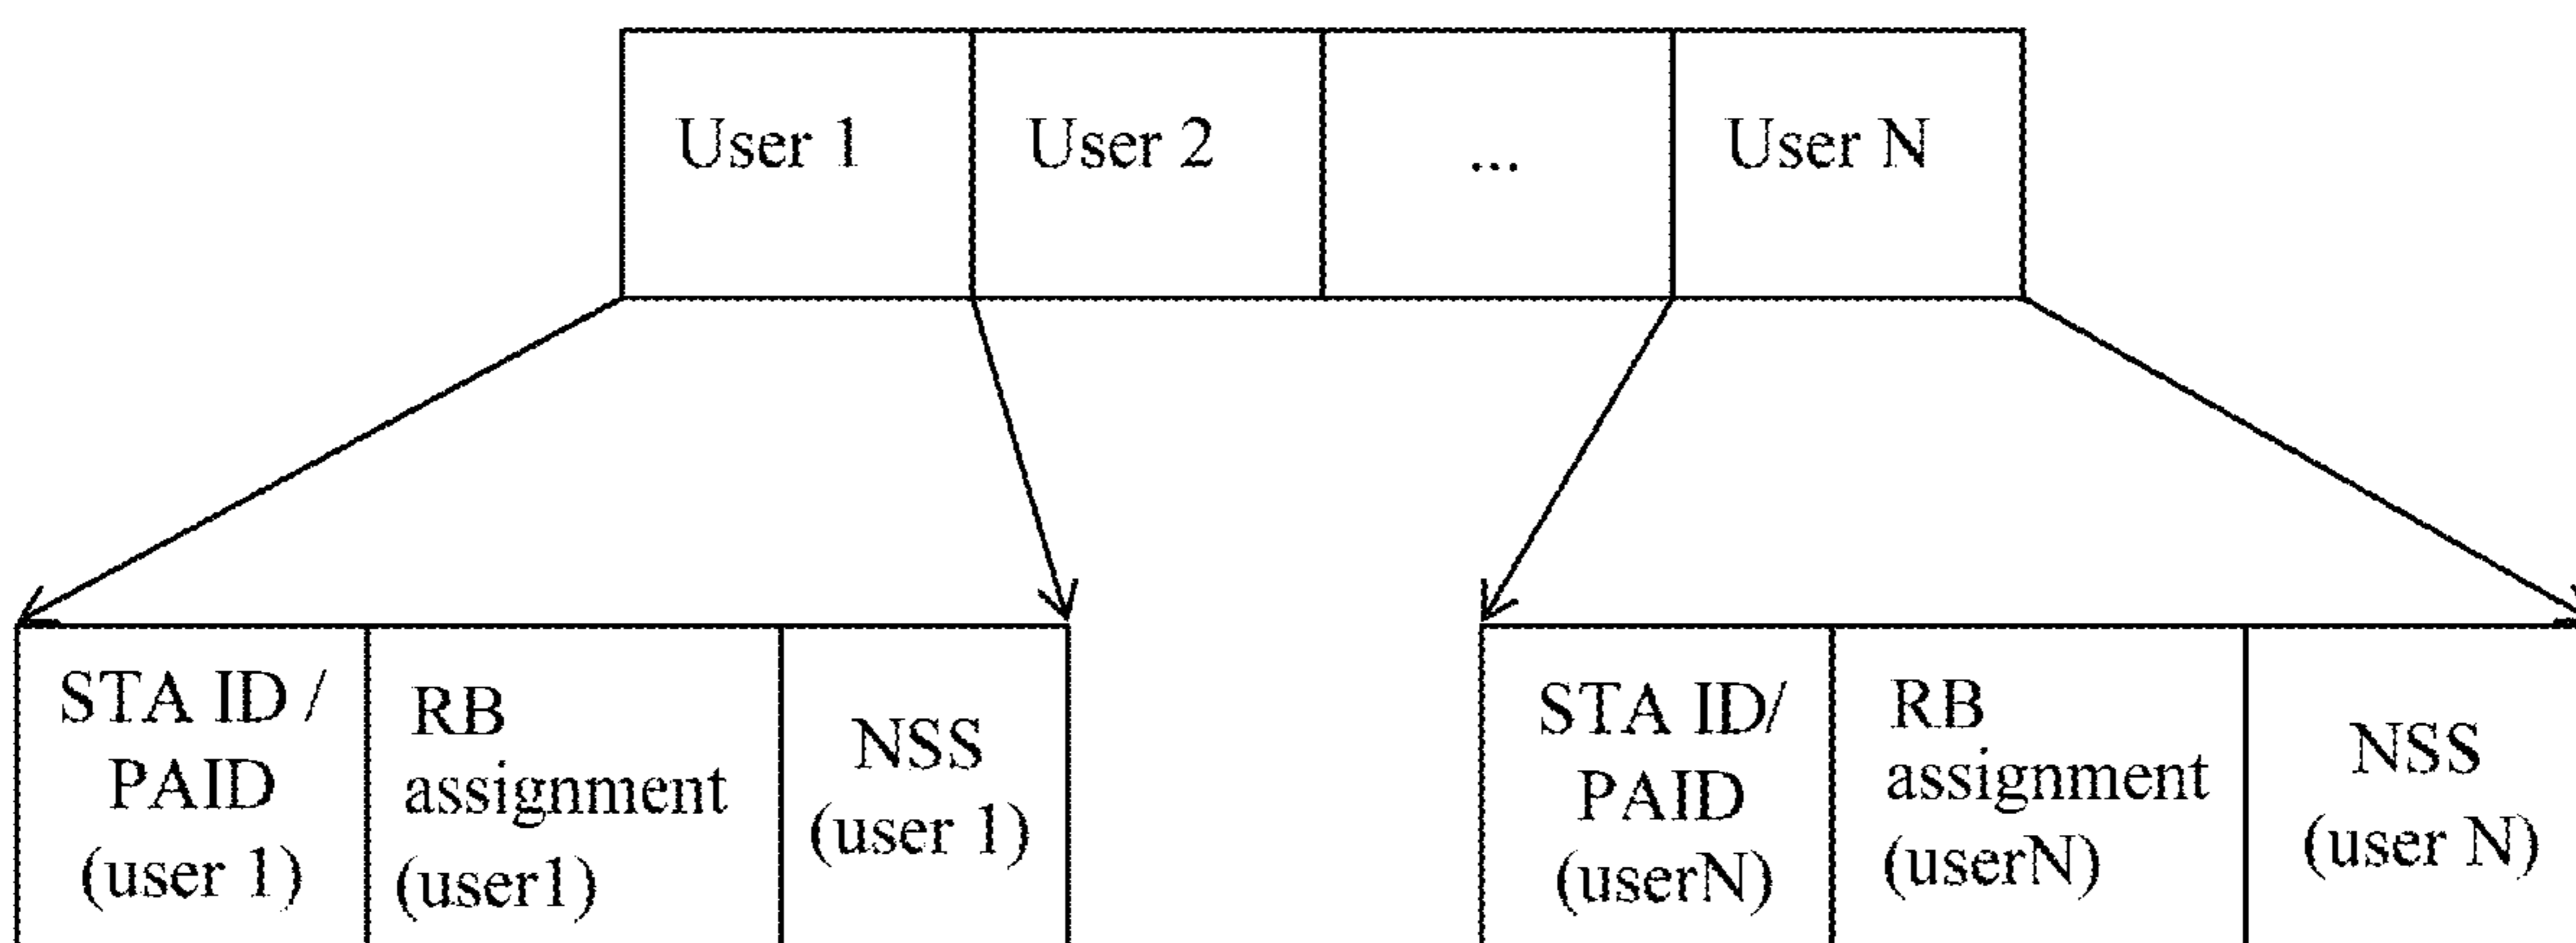 User 1
User 2
...
User N
STA ID /
PAID
(user 1)
RB
assignment
(user1)
NSS
(user 1)
STA ID/
PAID
(userN)
RB
assignment
(userN)
NSS
(user N)